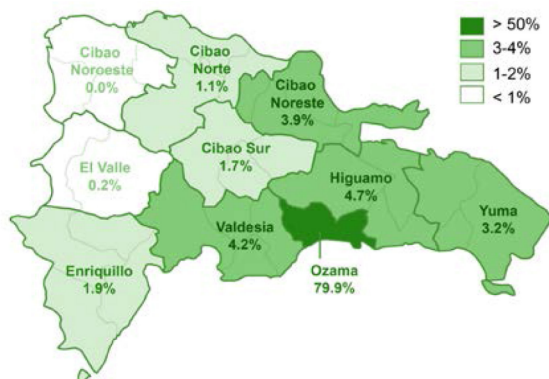 > 50%
3-4%
1-2%
< 1%
Cibao
Noroeste
0.0%
Cibao
Norte
1.1%
Cibao
Noreste
3.9%
El Valle
0.2%
Cibao Sur
1.7%
Higuamo
4.7%
Yuma
3.2%
Valdesia
4.2%
Enriquillo
1.9%
Ozama
79.9%